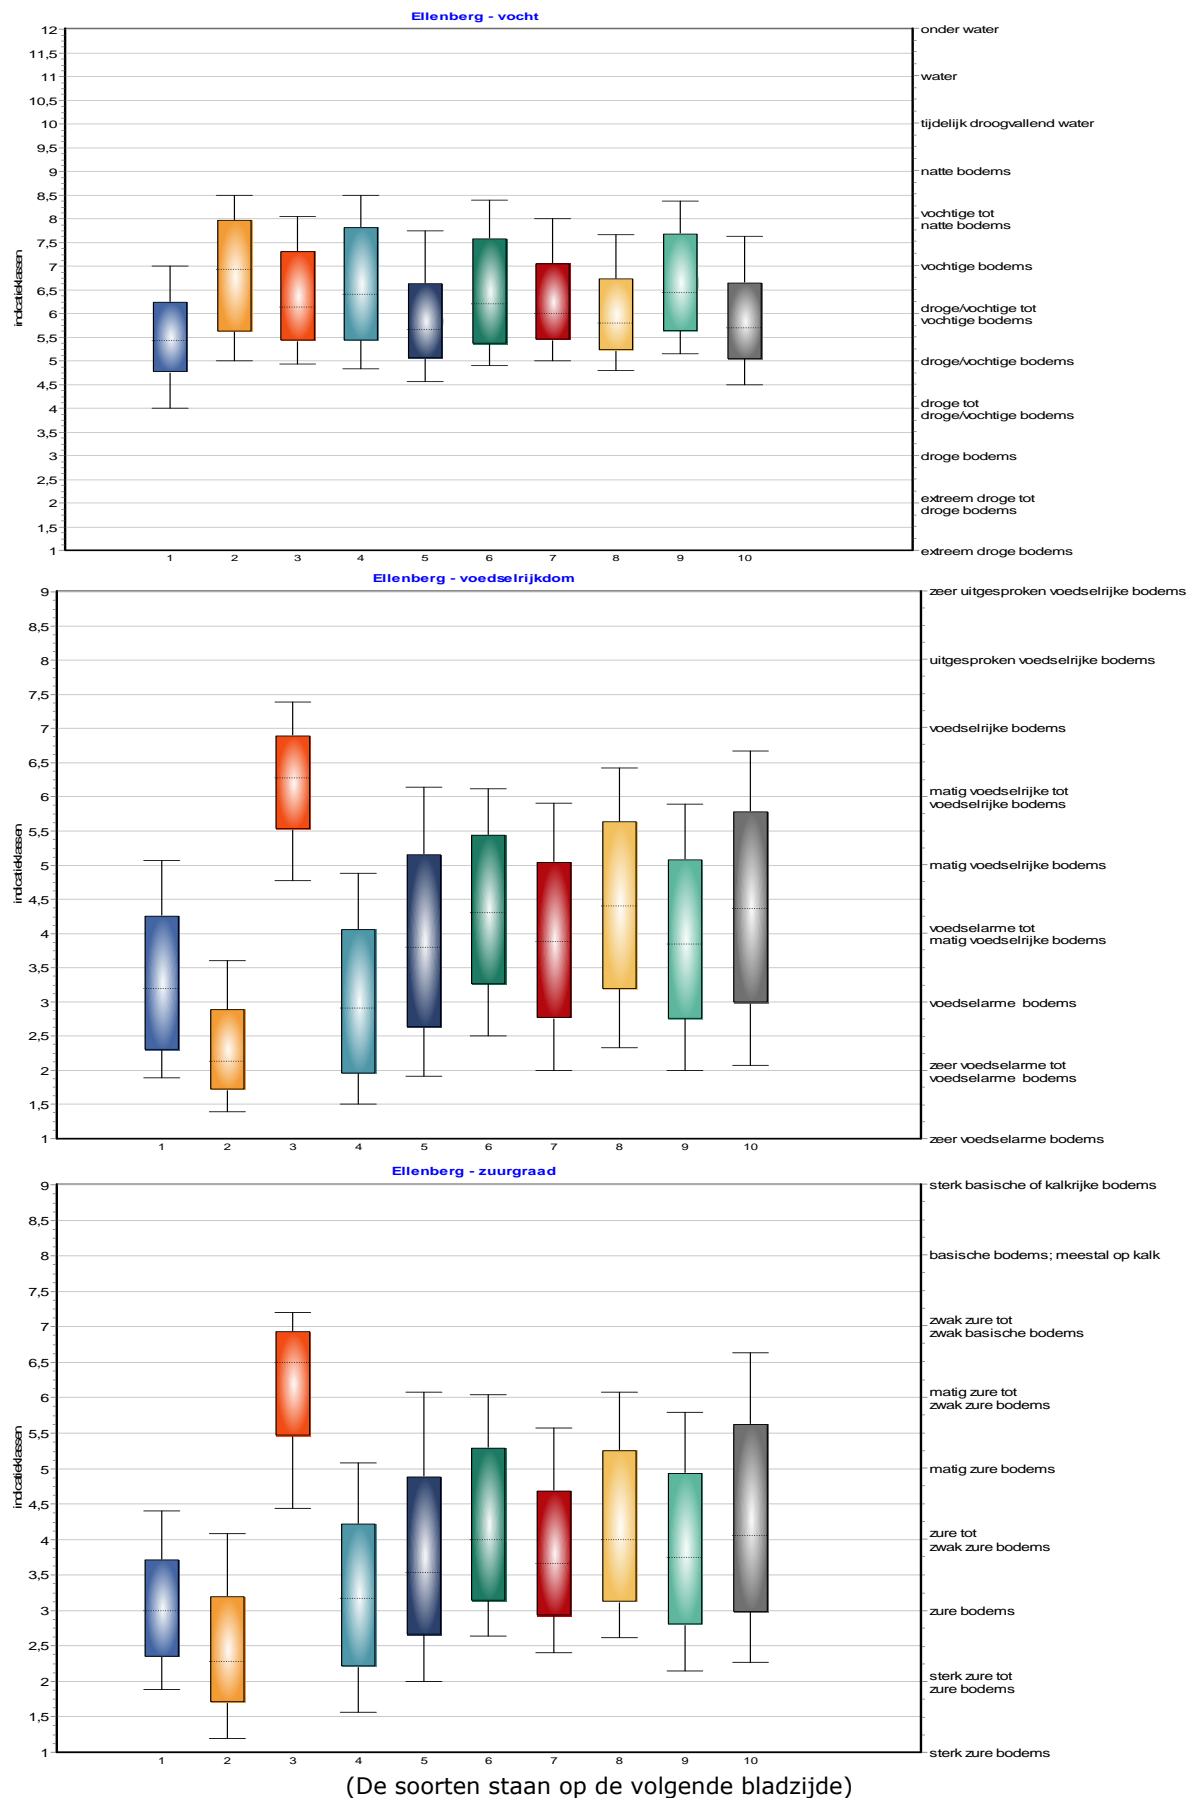 Ellenberg - vocht
12
11,5
11
10,5
10
9,5
9
8,5
8
7,5
7
6,5
6
5,5
5
4,5
4
3,5
3
2,5
2
1,5
1
indicatieklassen
onder water
water
tijdelijk droogvallend water
natte bodems
vochtige tot
natte bodems
vochtige bodems
droge/vochtige tot
vochtige bodems
droge/vochtige bodems
droge tot
droge/vochtige bodems
droge bodems
extreem droge tot
droge bodems
extreem droge bodems
1 2 3 4 5 6 7 8 9 10
Ellenberg - voedselrijkdom
9
8,5
8
7,5
7
6,5
6
5,5
5
4,5
4
3,5
3
2,5
2
1,5
1
indicatieklassen
zeer uitgesproken voedselrijke bodems
uitgesproken voedselrijke bodems
voedselrijke bodems
matig voedselrijke tot
voedselrijke bodems
matig voedselrijke bodems
voedselarme tot
matig voedselrijke bodems
voedselarme bodems
zeer voedselarme tot
voedselarme bodems
zeer voedselarme bodems
1 2 3 4 5 6 7 8 9 10
Ellenberg - zuurgraad
9
8,5
8
7,5
7
6,5
6
5,5
5
4,5
4
3,5
3
2,5
2
1,5
1
indicatieklassen
sterk basische of kalkrijke bodems
basische bodems; meestal op kalk
zwak zure tot
zwak basische bodems
matig zure tot
zwak zure bodems
matig zure bodems
zure tot
zwak zure bodems
zure bodems
sterk zure tot
zure bodems
sterk zure bodems
1 2 3 4 5 6 7 8 9 10
(De soorten staan op de volgende bladzijde)